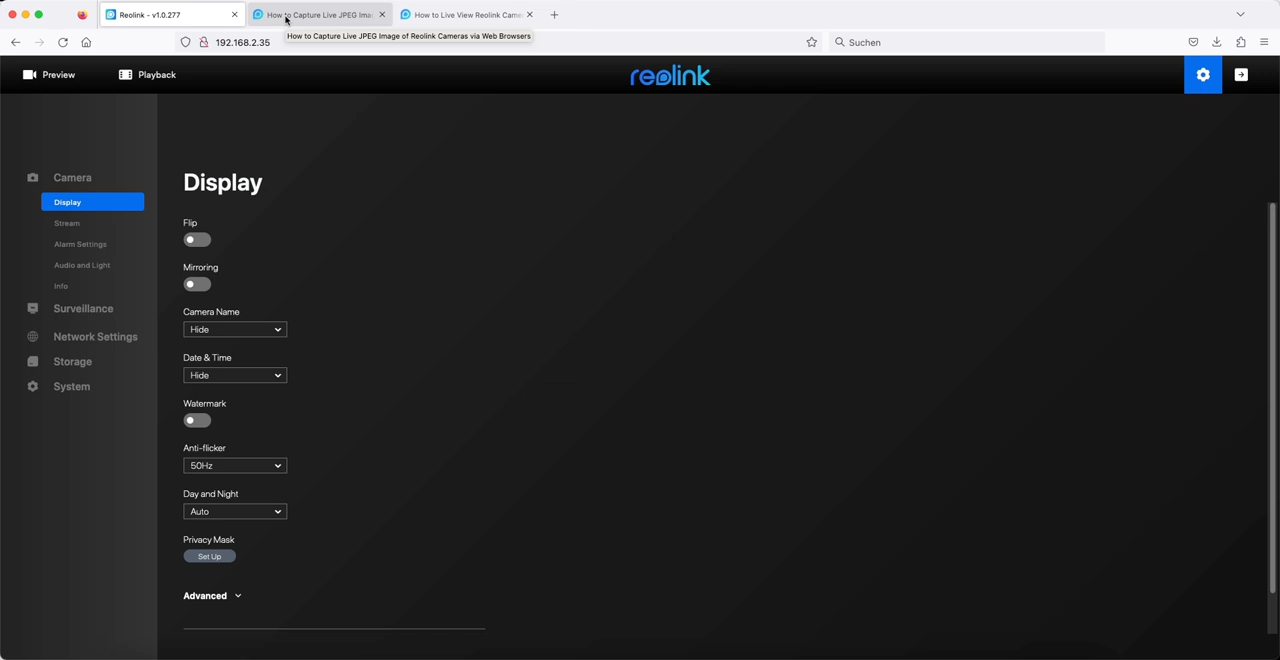 Reolink - v1.0.277
How to Capture Live JPEG Ima
How to Live View Reolink Came
192.168.2.35
How to Capture Live JPEG Image of Reolink Cameras via Web Browsers
Suchen
Preview
Playback
reolink
Camera
Display
Stream
Alarm Settings
Audio and Light
Info
Surveillance
Network Settings
Storage
System
Display
Flip
Mirroring
Camera Name
Hide
Date & Time
Hide
Watermark
Anti-flicker
50Hz
Day and Night
Auto
Privacy Mask
Set Up
Advanced